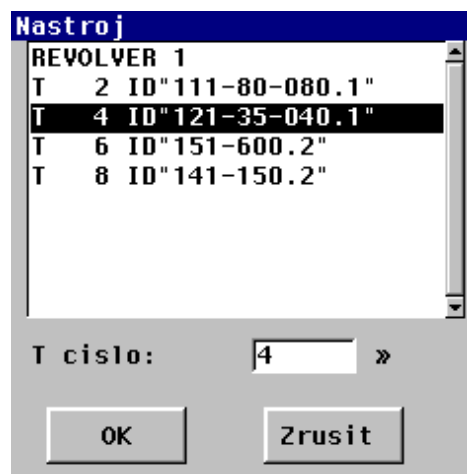 Nastroj
REVOLVER 1
T 2 ID"111-80-080.1"
T 4 ID"121-35-040.1"
T 6 ID"151-600.2"
T 8 ID"141-150.2"
T cislo: 4 »
OK Zrusit